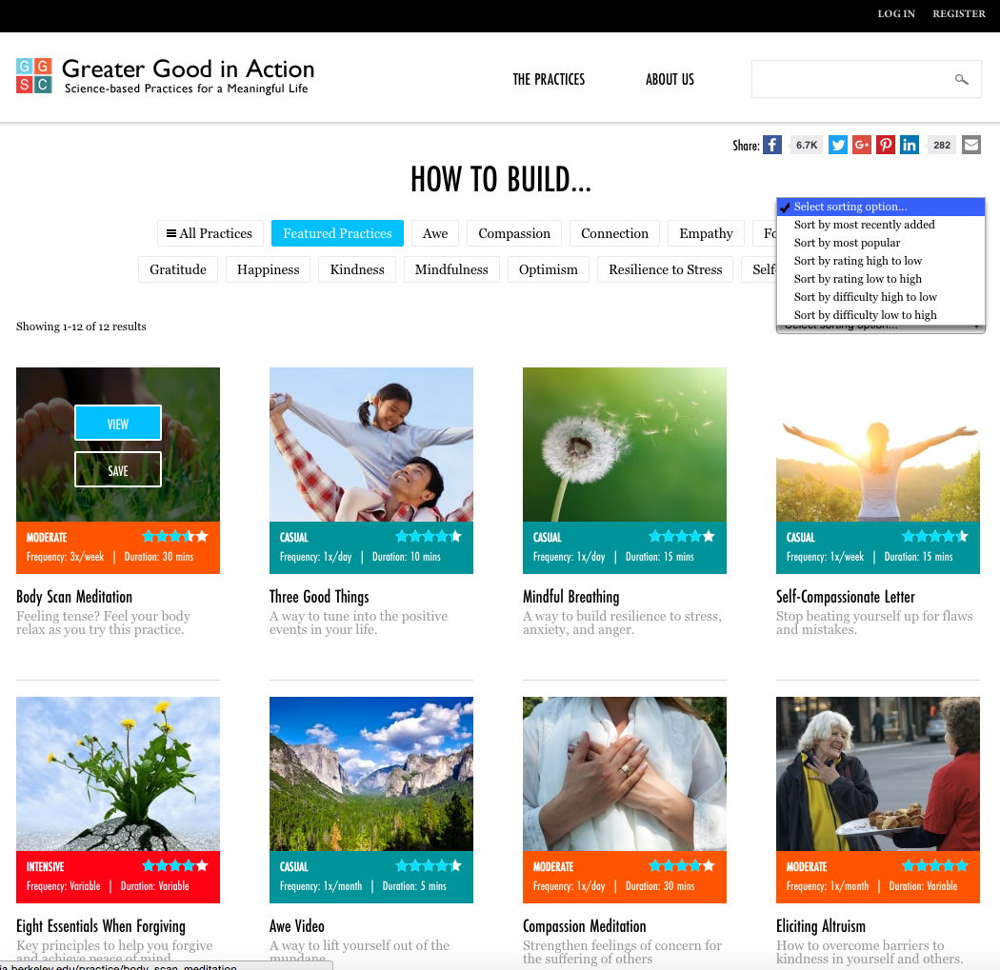 LOG IN REGISTER
GGSC
Greater Good in Action
Science-based Practices for a Meaningful Life
THE PRACTICES ABOUT US
Share: 6.7K G+ in 282
HOW TO BUILD...
Select sorting option...
Sort by most recently added
Sort by most popular
Sort by rating high to low
Sort by rating low to high
Sort by difficulty high to low
Sort by difficulty low to high
All Practices Featured Practices Awe Compassion Connection Empathy
Gratitude Happiness Kindness Mindfulness Optimism Resilience to Stress Self-
Showing 1-12 of 12 results
Select sorting option...
VIEW
SAVE
MODERATE
Frequency: 3x/week | Duration: 30 mins
Body Scan Meditation
Feeling tense? Feel your body
relax as you try this practice.
CASUAL
Frequency: 1x/day | Duration: 10 mins
Three Good Things
A way to tune into the positive
events in your life.
CASUAL
Frequency: 1x/day | Duration: 15 mins
Mindful Breathing
A way to build resilience to stress,
anxiety, and anger.
CASUAL
Frequency: 1x/week | Duration: 15 mins
Self-Compassionate Letter
Stop beating yourself up for flaws
and mistakes.
INTENSIVE
Frequency: Variable | Duration: Variable
Eight Essentials When Forgiving
Key principles to help you forgive
and achieve peace of mind.
CASUAL
Frequency: 1x/month | Duration: 5 mins
Awe Video
A way to lift yourself out of the
mundane.
MODERATE
Frequency: 1x/day | Duration: 30 mins
Compassion Meditation
Strengthen feelings of concern for
the suffering of others
MODERATE
Frequency: 1x/month | Duration: Variable
Eliciting Altruism
How to overcome barriers to
kindness in yourself and others.
ia.berkeley.edu/practice/body_scan_meditation